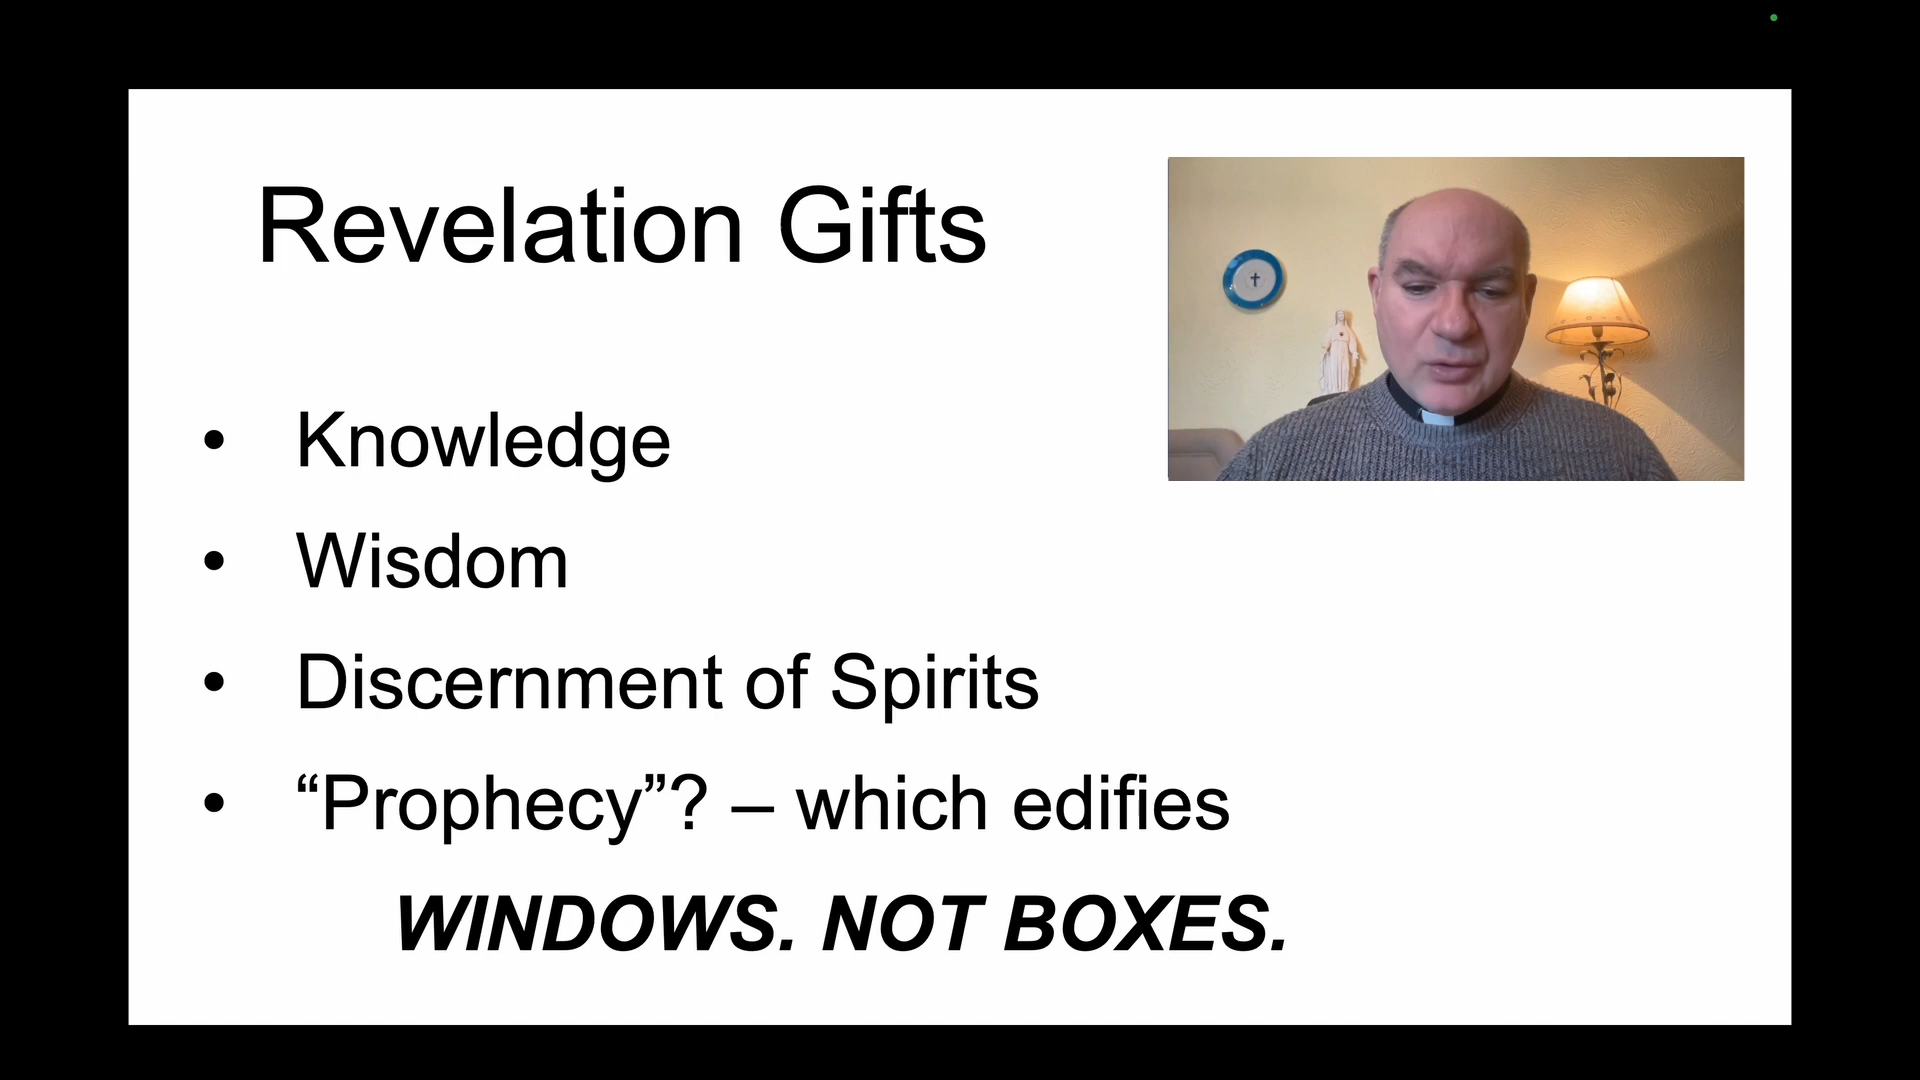 Revelation Gifts
• Knowledge
• Wisdom
• Discernment of Spirits
• “Prophecy”? – which edifies
WINDOWS. NOT BOXES.